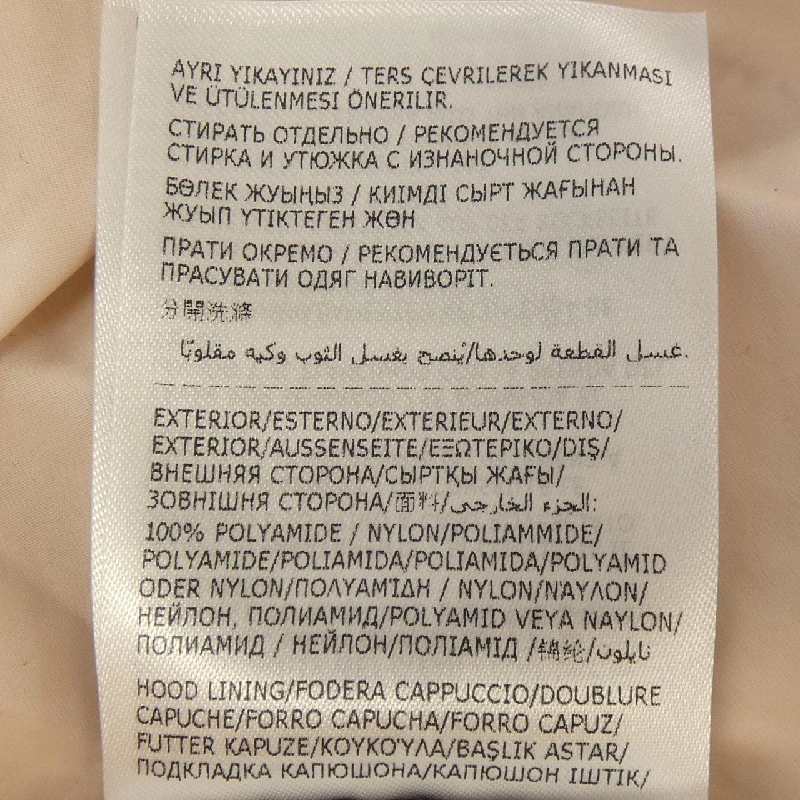 AYRI YIKAYINIZ / TERS ÇEVRILEREK YIKANMASI
VE ÜTÜLENMESI ÖNERILIR.
СТИРАТЬ ОТДЕЛЬНО / РЕКОМЕНДУЕТСЯ
СТИРКА И УТЮЖКА С ИЗНАНОЧНОЙ СТОРОНЫ.
БӨЛЕК ЖУЫҢЫЗ / КИІМДІ СЫРТ ЖАҒЫНАН
ЖУЫП ҮТІКТЕГЕН ЖӨН
ПРАТИ ОКРЕМО / РЕКОМЕНДУЄТЬСЯ ПРАТИ ТА
ПРАСУВАТИ ОДЯГ НАВИВОРІТ.
分開洗滌
غسل القطعة لوحدها/يُنصح بغسل الثوب وكيه مقلوبًا.
EXTERIOR/ESTERNO/EXTERIEUR/EXTERNO/
EXTERIOR/AUSSENSEITE/ΕΞΩΤΕΡΙΚΟ/DIŞ/
ВНЕШНЯЯ СТОРОНА/СЫРТҚЫ ЖАҒЫ/
ЗОВНІШНЯ СТОРОНА/面料/الجزء الخارجي:
100% POLYAMIDE / NYLON/POLIAMMIDE/
POLYAMIDE/POLIAMIDA/POLIAMIDA/POLYAMID
ODER NYLON/ΠΟΛΥΑΜΊΔΗ / NYLON/ΝΆΥΛΟΝ/
НЕЙЛОН, ПОЛИАМИД/POLYAMID VEYA NAYLON/
ПОЛИАМИД / НЕЙЛОН/ПОЛІАМІД /锦纶/نايلون
HOOD LINING/FODERA CAPPUCCIO/DOUBLURE
CAPUCHE/FORRO CAPUCHA/FORRO CAPUZ/
FUTTER KAPUZE/ΚΟΥΚΟΎΛΑ/BAŞLIK ASTAR/
ПОДКЛАДКА КАПЮШОНА/КАПЮШОН ІШТІК/